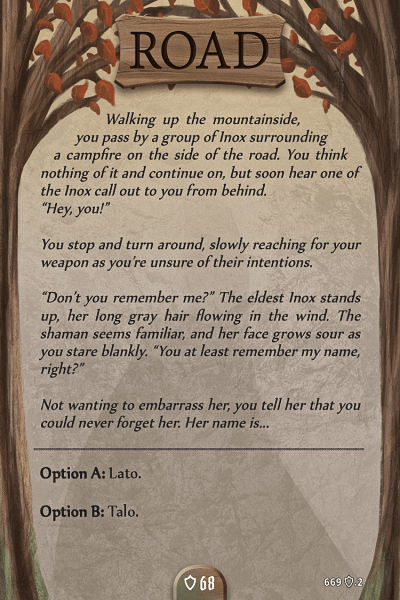 ROAD
Walking up the mountainside,
you pass by a group of Inox surrounding
a campfire on the side of the road. You think
nothing of it and continue on, but soon hear one of
the Inox call out to you from behind.
“Hey, you!”
You stop and turn around, slowly reaching for your
weapon as you’re unsure of their intentions.
“Don’t you remember me?” The eldest Inox stands
up, her long gray hair flowing in the wind. The
shaman seems familiar, and her face grows sour as
you stare blankly. “You at least remember my name,
right?”
Not wanting to embarrass her, you tell her that you
could never forget her. Her name is...
Option A: Lato.
Option B: Talo.
68
669 .2